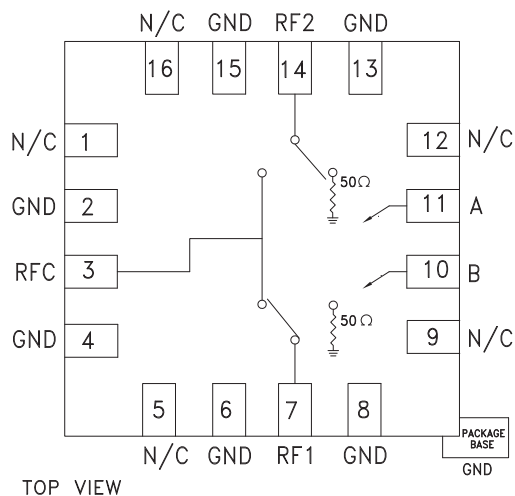 N/C GND RF2 GND
16 15 14 13
N/C 1 12 N/C
50Ω
GND 2 11 A
RFC 3 10 B
50Ω
GND 4 9 N/C
5 6 7 8
N/C GND RF1 GND
PACKAGE
BASE
GND
TOP VIEW